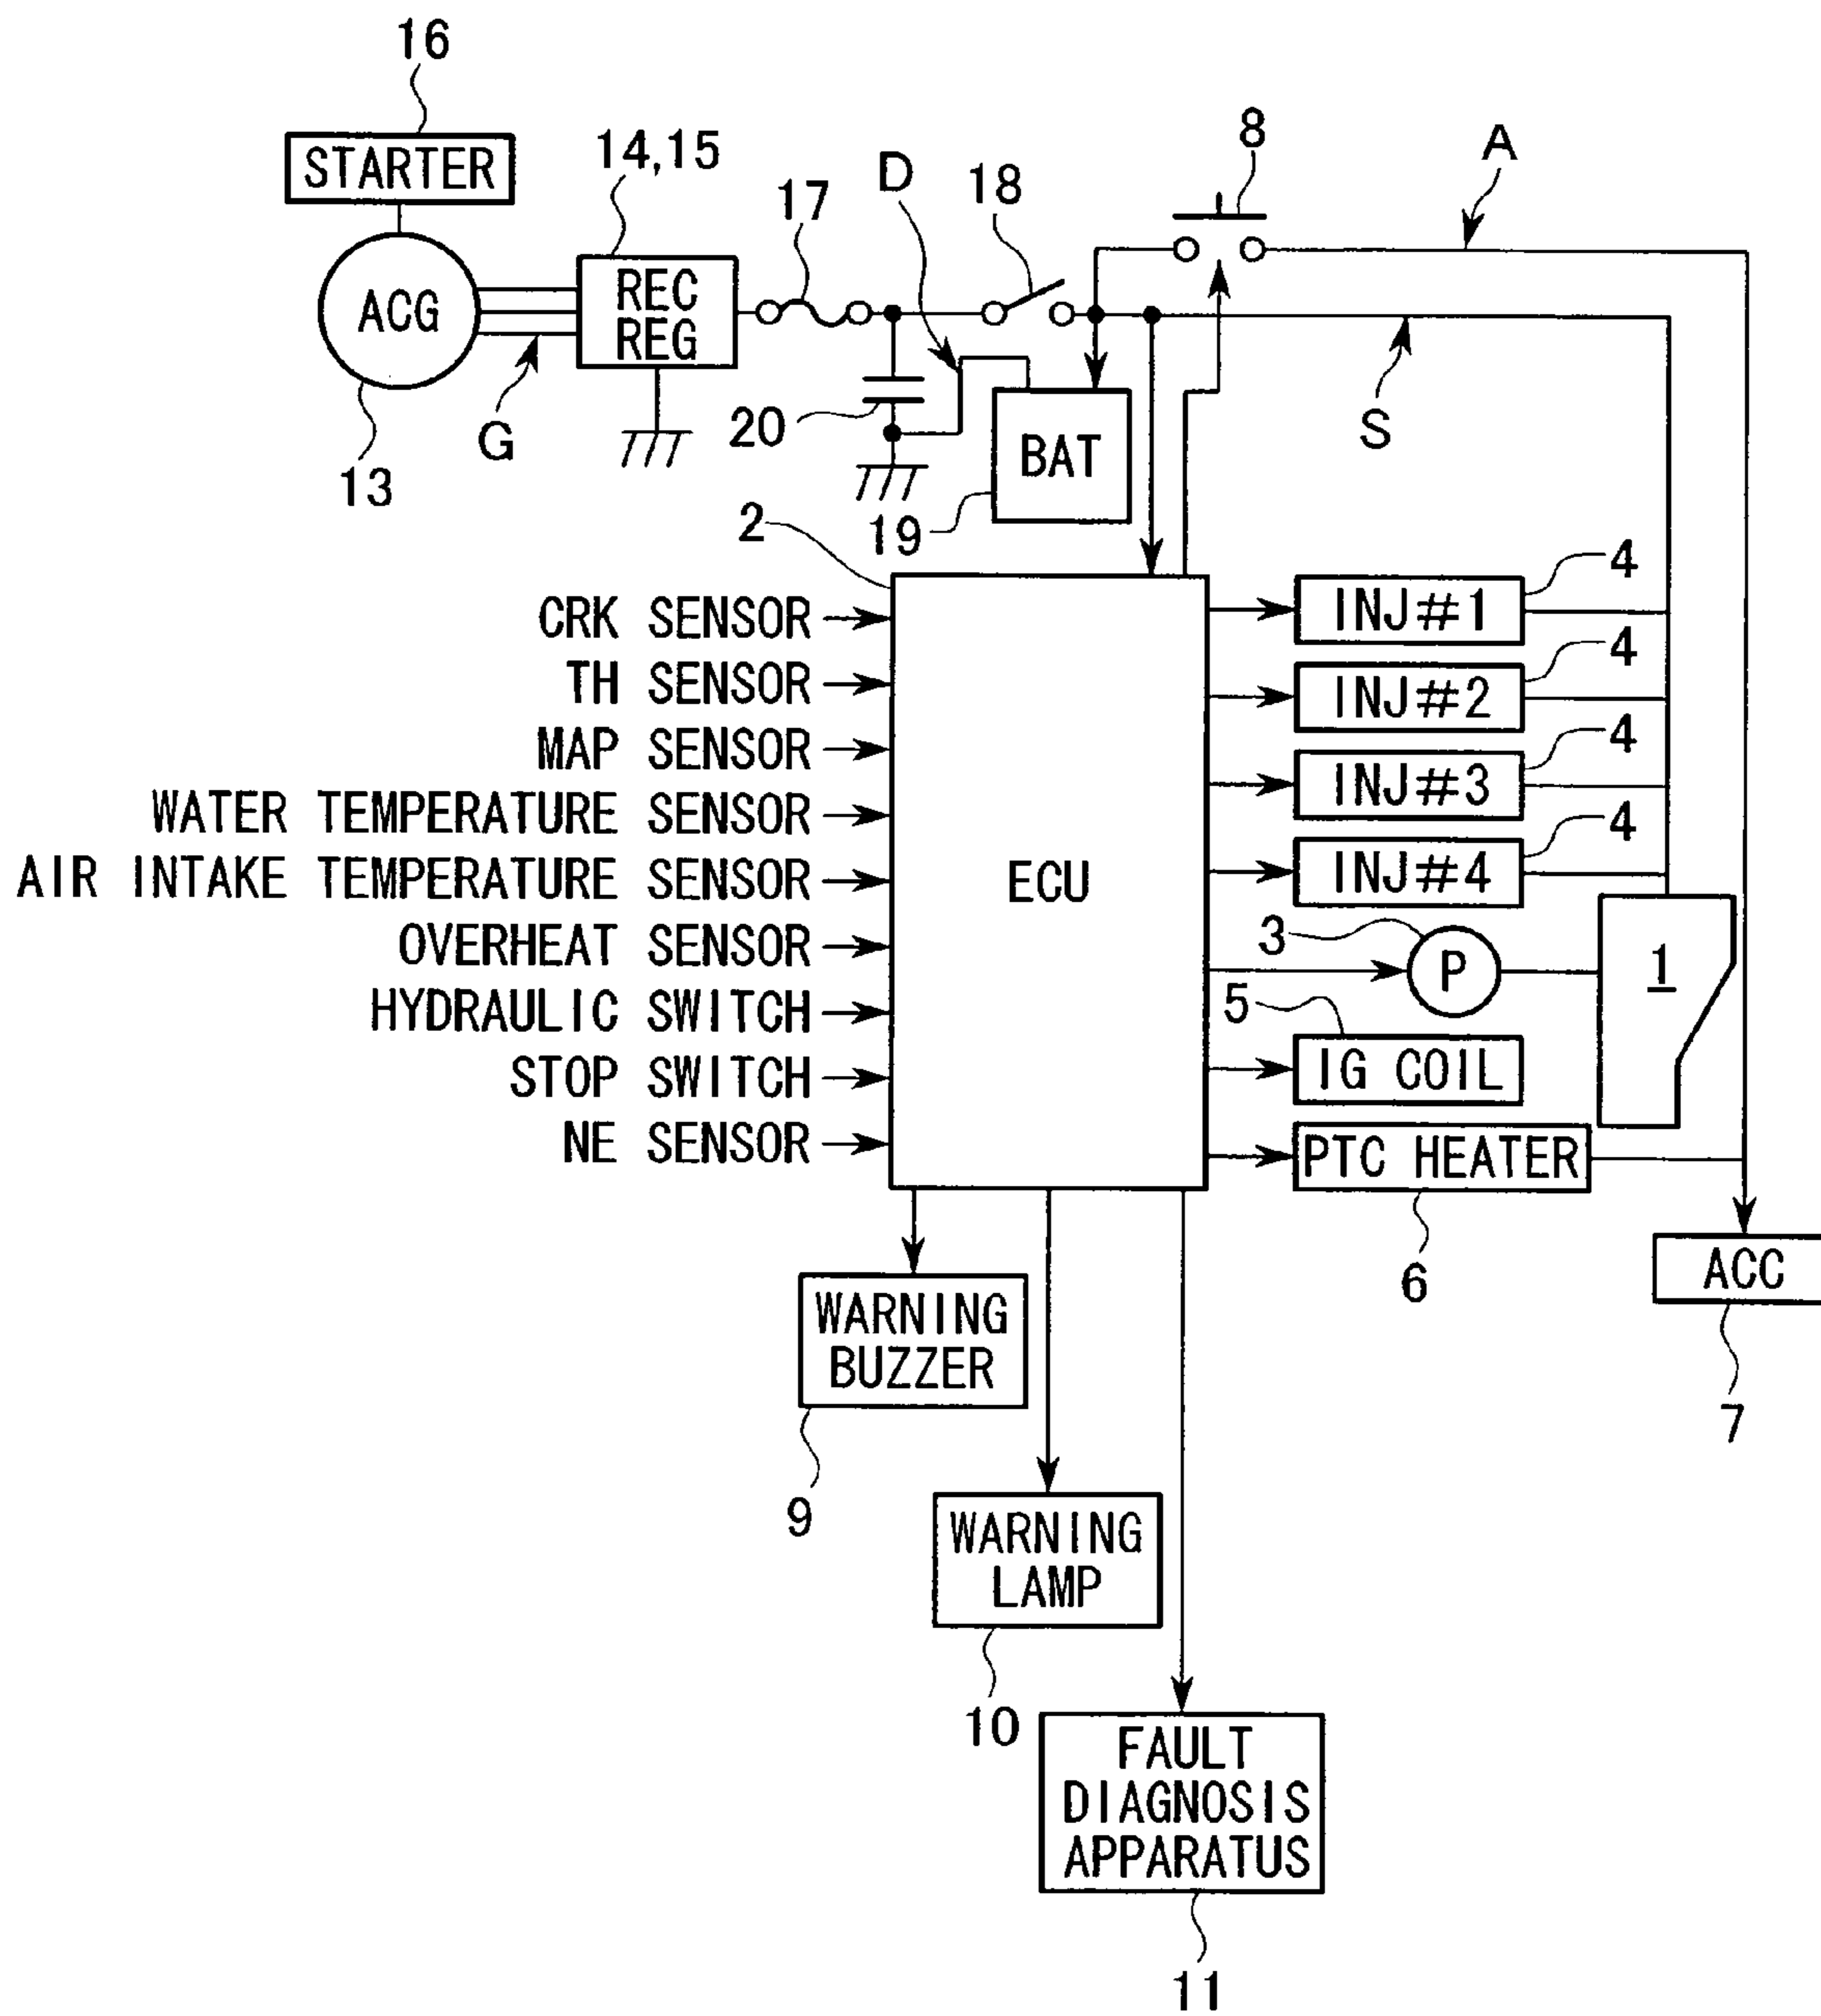 16
STARTER
14,15
D
18
8
A
17
ACG
REC
REG
G
20
BAT
S
13
2
19
CRK SENSOR
TH SENSOR
MAP SENSOR
WATER TEMPERATURE SENSOR
AIR INTAKE TEMPERATURE SENSOR
OVERHEAT SENSOR
HYDRAULIC SWITCH
STOP SWITCH
NE SENSOR
ECU
INJ#1
4
INJ#2
4
INJ#3
4
INJ#4
4
3
P
1
5
IG COIL
PTC HEATER
6
ACC
7
WARNING
BUZZER
9
WARNING
LAMP
10
FAULT
DIAGNOSIS
APPARATUS
11